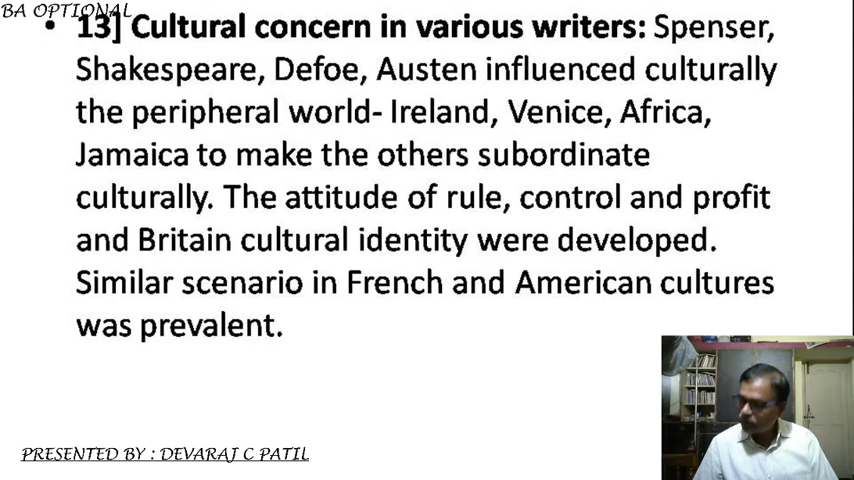 BA OPTIONAL
• 13] Cultural concern in various writers: Spenser,
Shakespeare, Defoe, Austen influenced culturally
the peripheral world- Ireland, Venice, Africa,
Jamaica to make the others subordinate
culturally. The attitude of rule, control and profit
and Britain cultural identity were developed.
Similar scenario in French and American cultures
was prevalent.
PRESENTED BY : DEVARAJ C PATIL